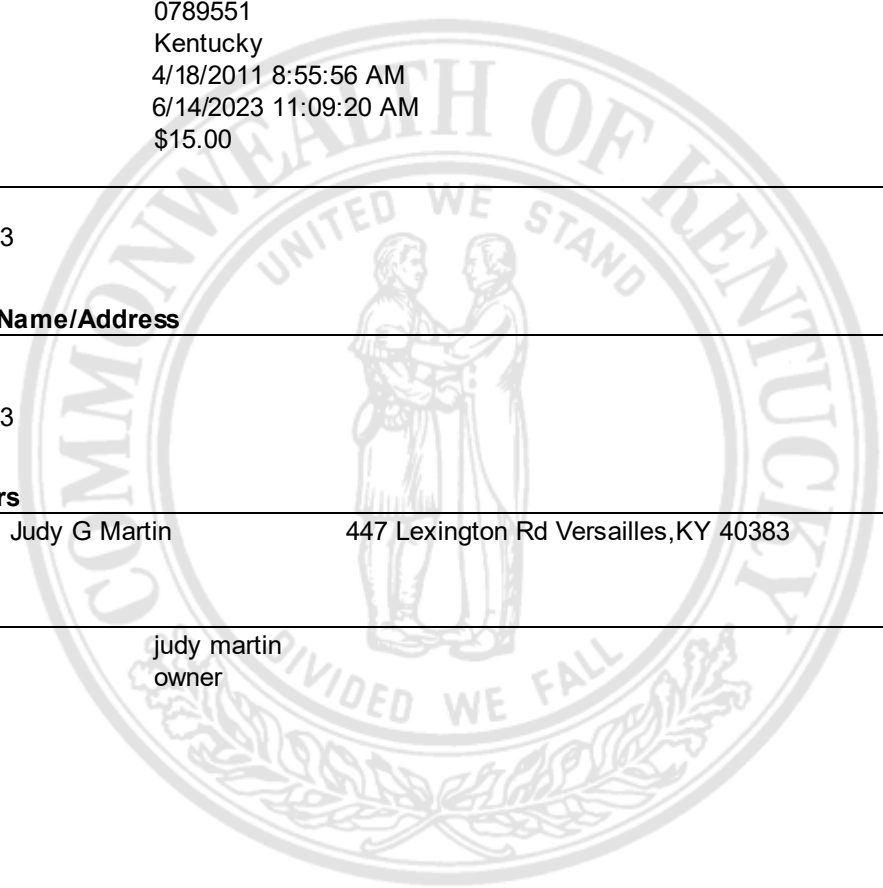 0789551
Kentucky
4/18/2011 8:55:56 AM
6/14/2023 11:09:20 AM
$15.00
COMMONWEALTH OF KENTUCKY
UNITED WE STAND
3
Name/Address
3
rs
Judy G Martin 447 Lexington Rd Versailles,KY 40383
judy martin
owner
DIVIDED WE FALL